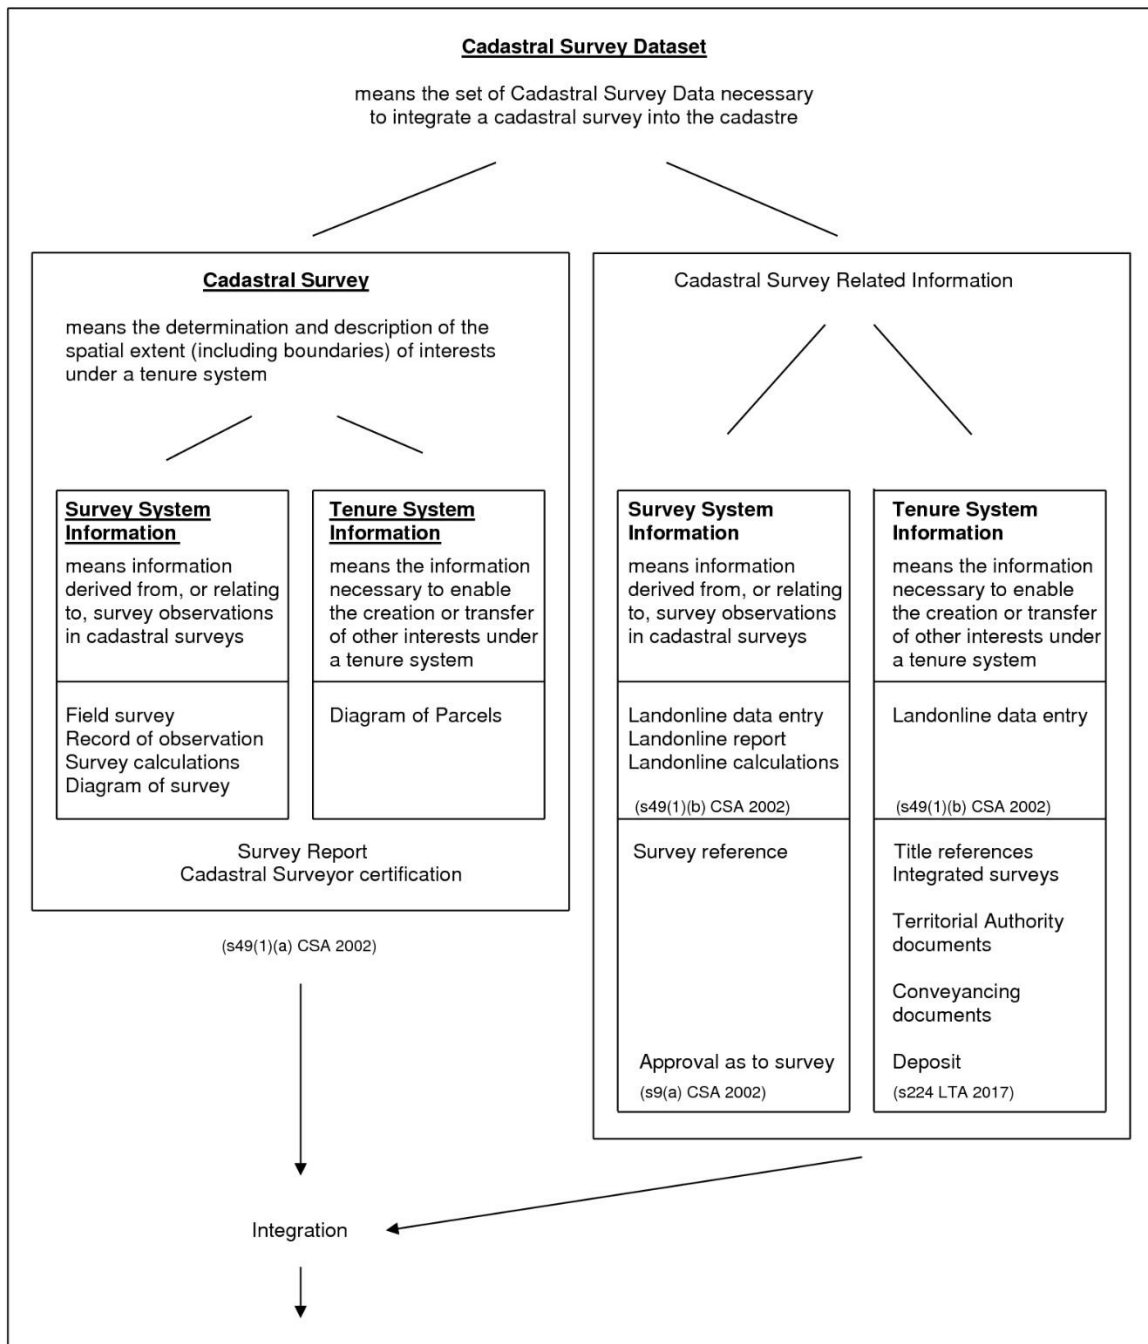 Cadastral Survey Dataset
means the set of Cadastral Survey Data necessary
to integrate a cadastral survey into the cadastre
Cadastral Survey
means the determination and description of the
spatial extent (including boundaries) of interests
under a tenure system
Survey System
Information
means information
derived from, or relating
to, survey observations
in cadastral surveys
Field survey
Record of observation
Survey calculations
Diagram of survey
Tenure System
Information
means the information
necessary to enable
the creation or transfer
of other interests under
a tenure system
Diagram of Parcels
Survey Report
Cadastral Surveyor certification
(s49(1)(a) CSA 2002)
Cadastral Survey Related Information
Survey System
Information
means information
derived from, or relating
to, survey observations
in cadastral surveys
Landonline data entry
Landonline report
Landonline calculations
(s49(1)(b) CSA 2002)
Survey reference
Approval as to survey
(s9(a) CSA 2002)
Tenure System
Information
means the information
necessary to enable
the creation or transfer
of other interests under
a tenure system
Landonline data entry
(s49(1)(b) CSA 2002)
Title references
Integrated surveys
Territorial Authority
documents
Conveyancing
documents
Deposit
(s224 LTA 2017)
Integration